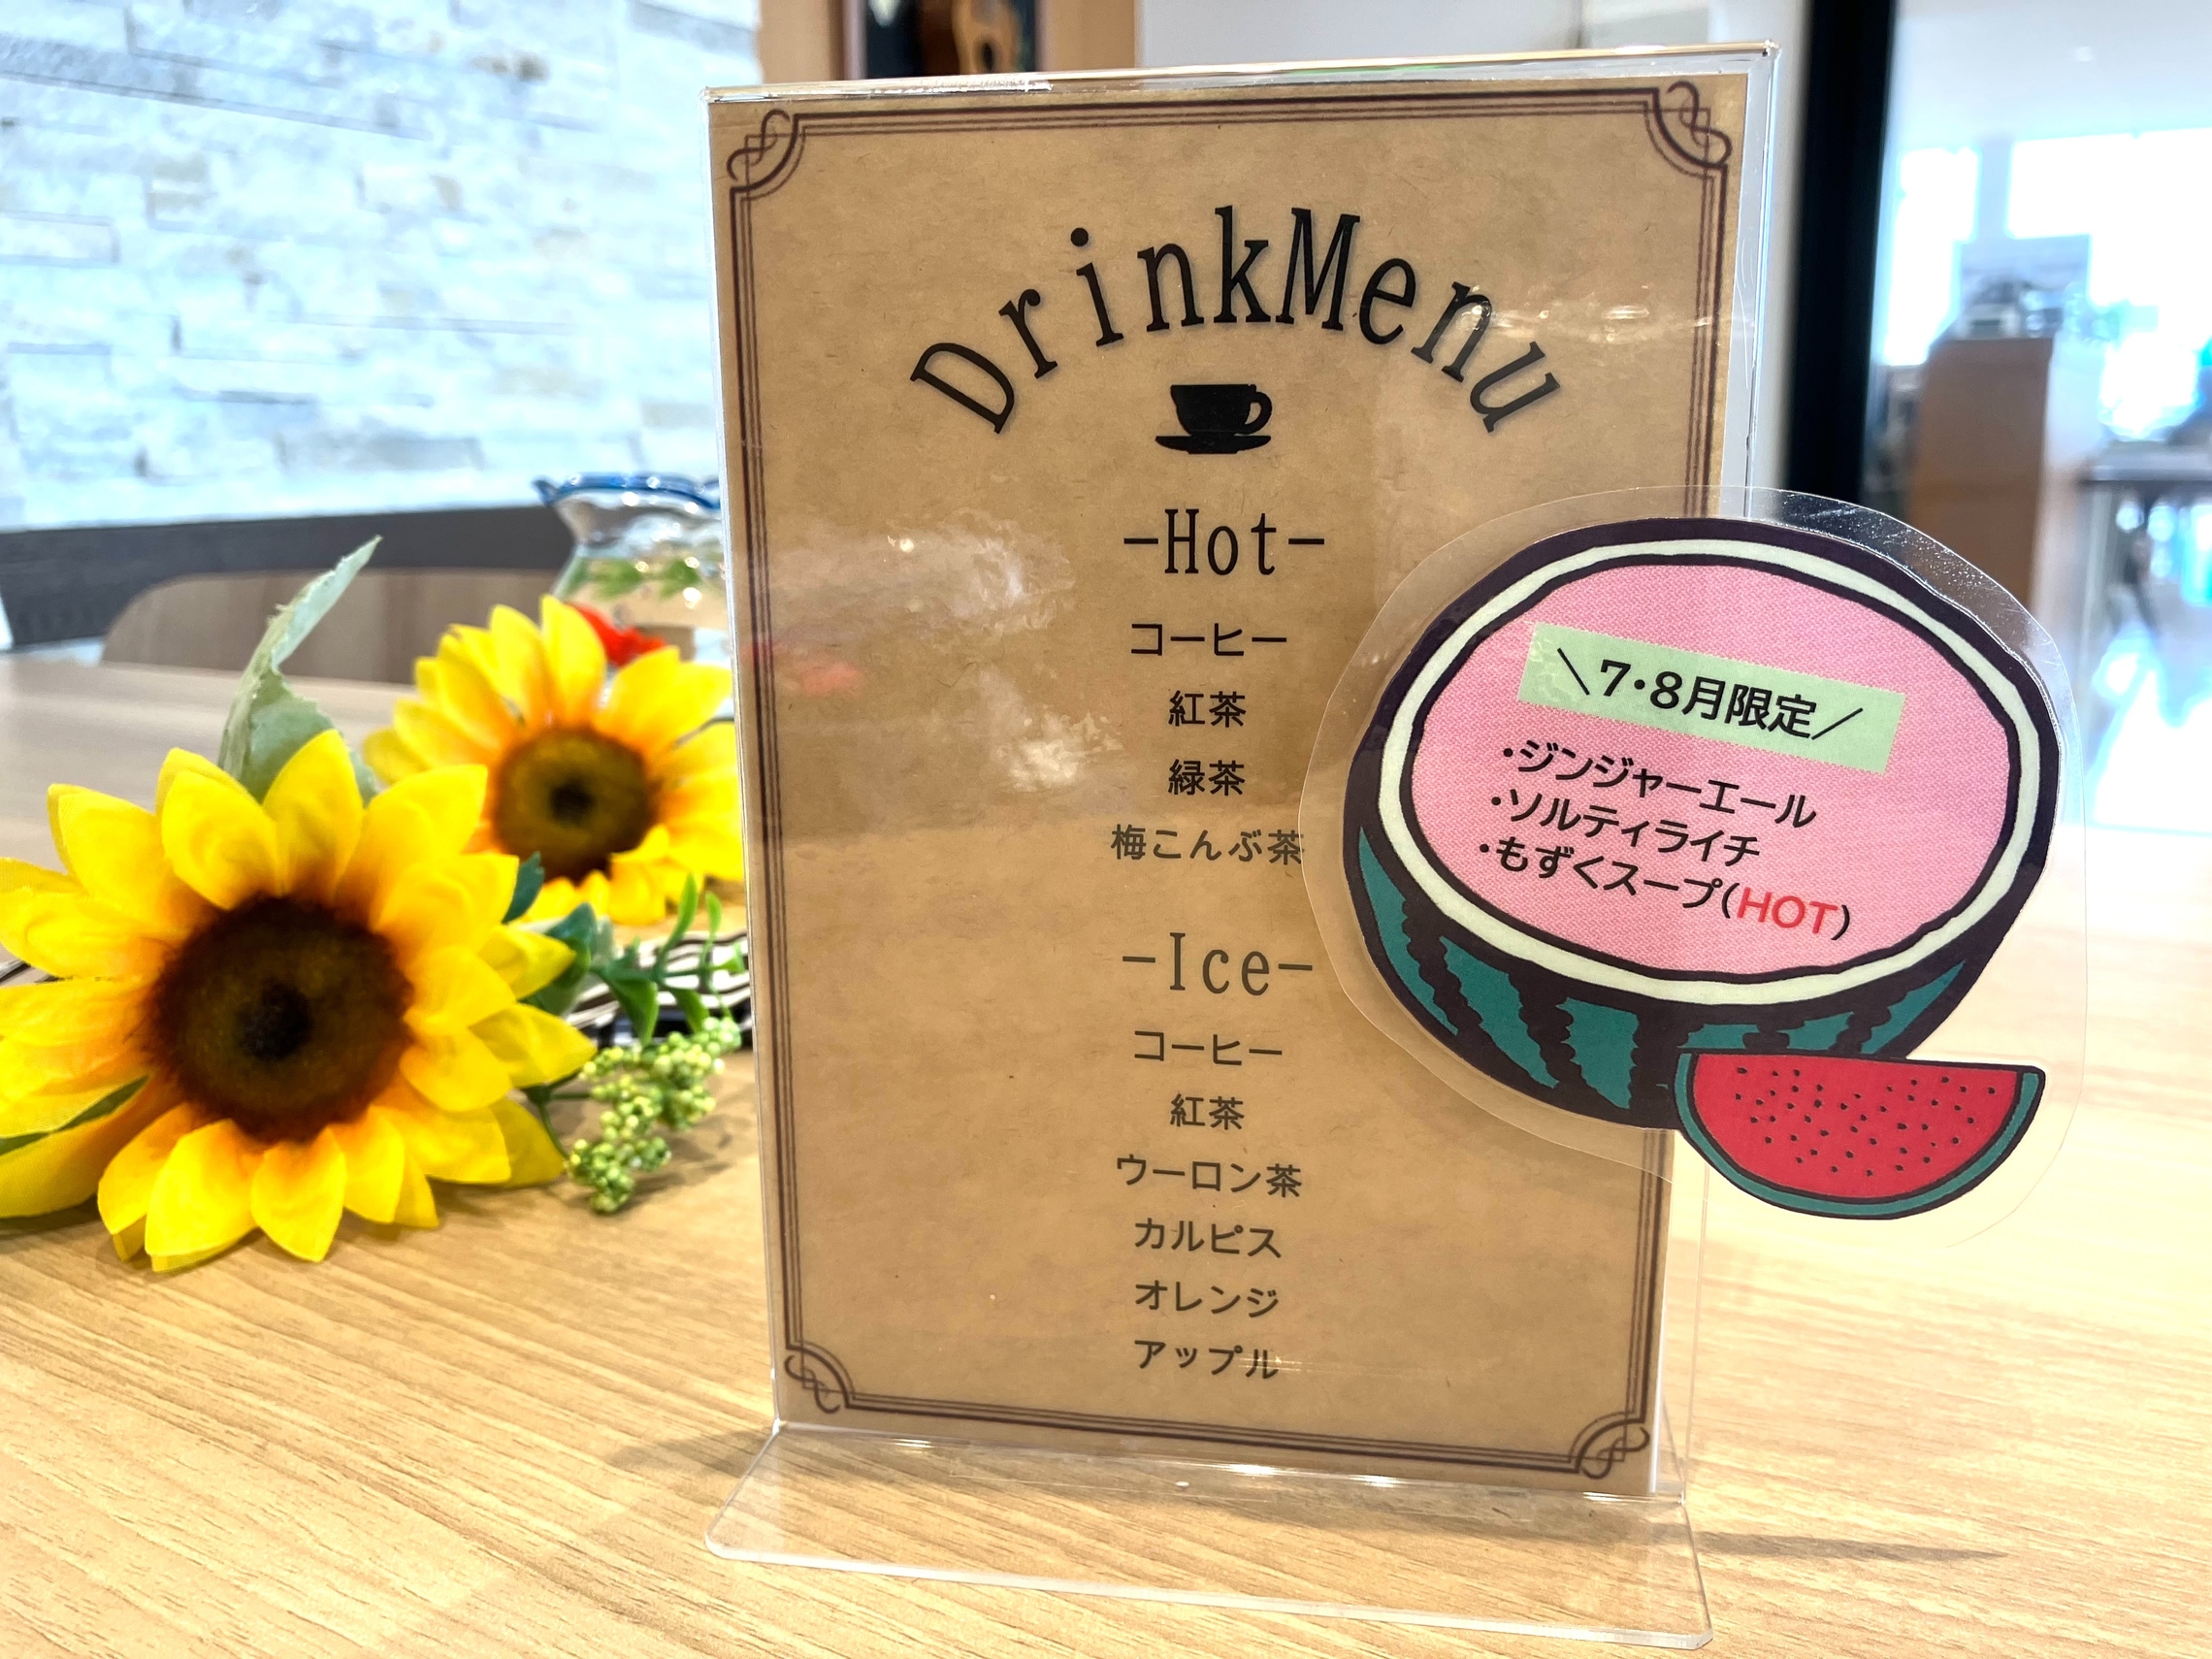 DrinkMenu
-Hot-
コーヒー
紅茶
緑茶
梅こんぶ茶
-Ice-
コーヒー
紅茶
ウーロン茶
カルピス
オレンジ
アップル
＼7・8月限定／
・ジンジャーエール
・ソルティライチ
・もずくスープ(HOT)